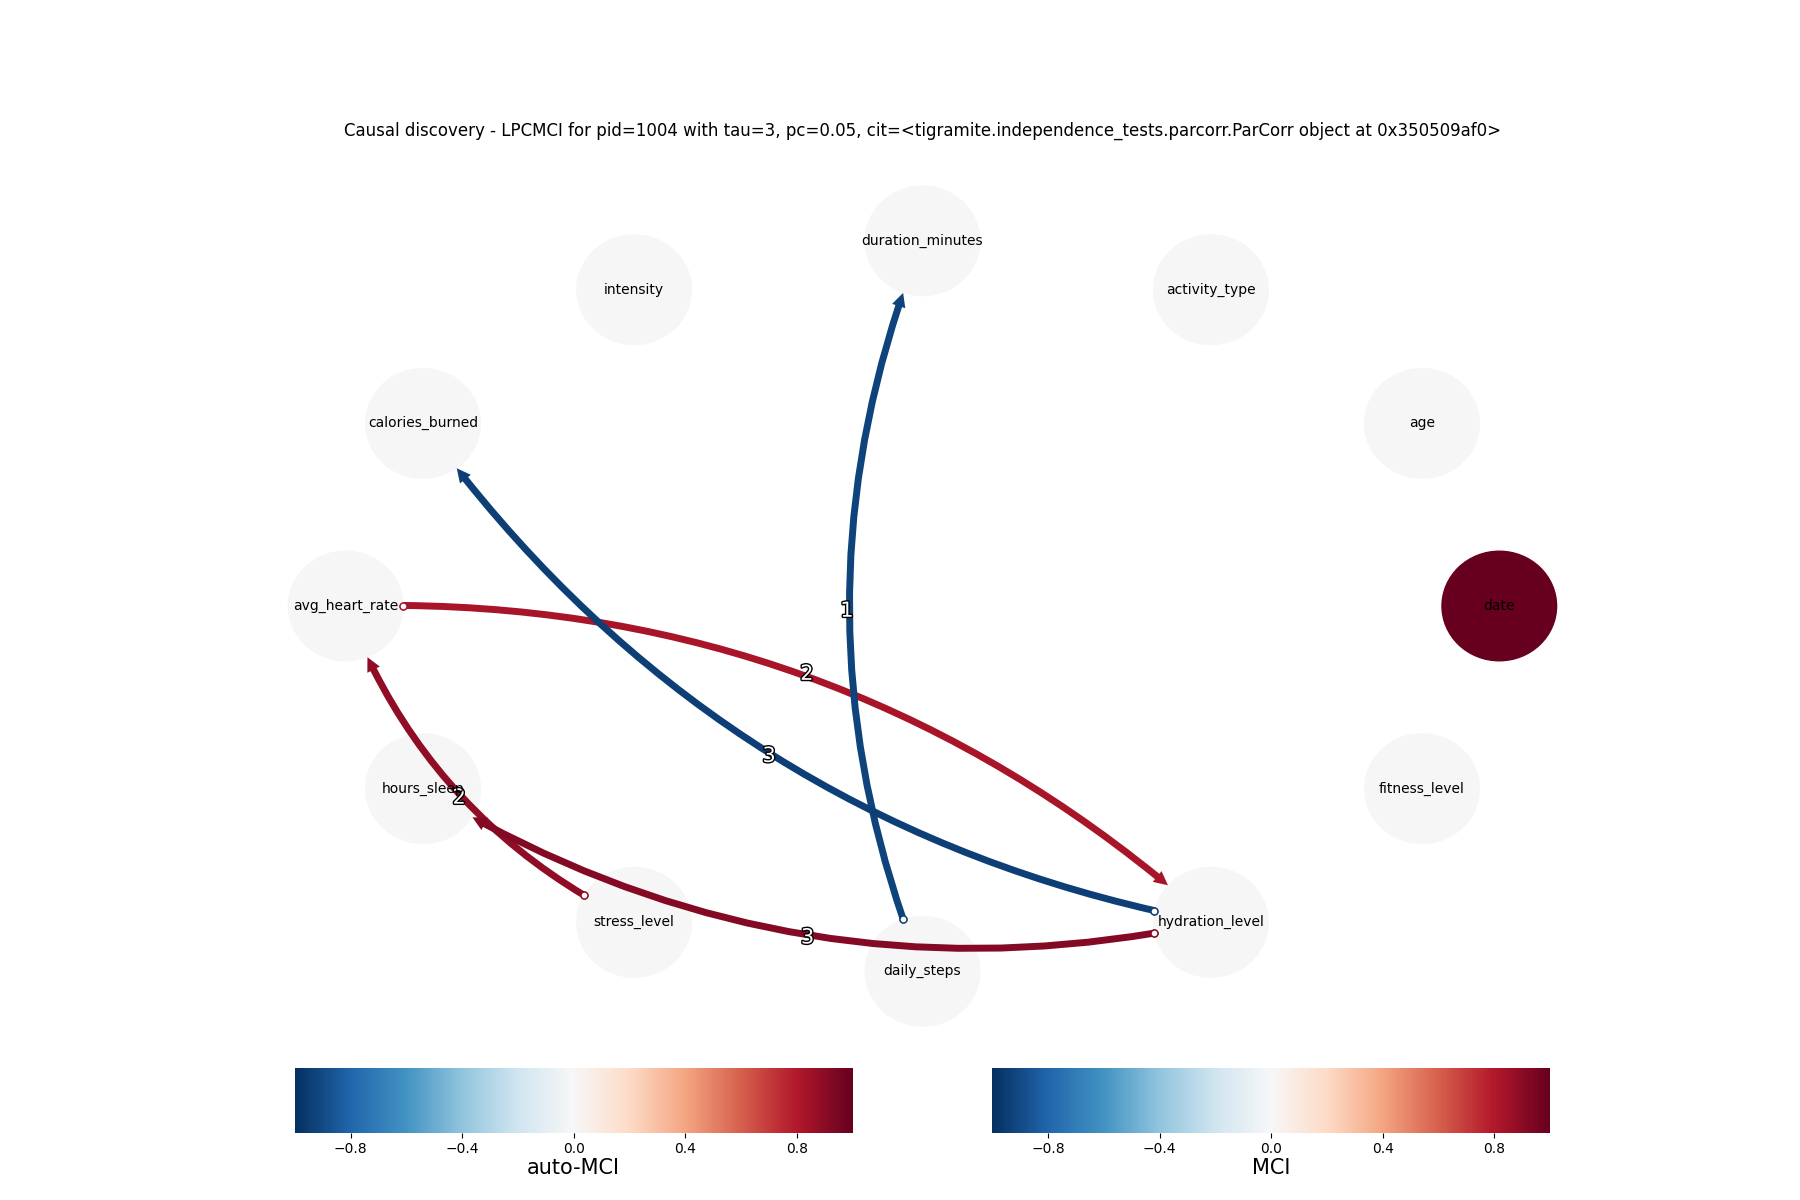 Causal discovery - LPCMCI for pid=1004 with tau=3, pc=0.05, cit=<tigramite.independence_tests.parcorr.ParCorr object at 0x350509af0>
duration_minutes
intensity
activity_type
calories_burned
age
avg_heart_rate
date
1
2
3
hours_sleep
2
fitness_level
stress_level
hydration_level
3
daily_steps
−0.8 −0.4 0.0 0.4 0.8
auto-MCI
−0.8 −0.4 0.0 0.4 0.8
MCI